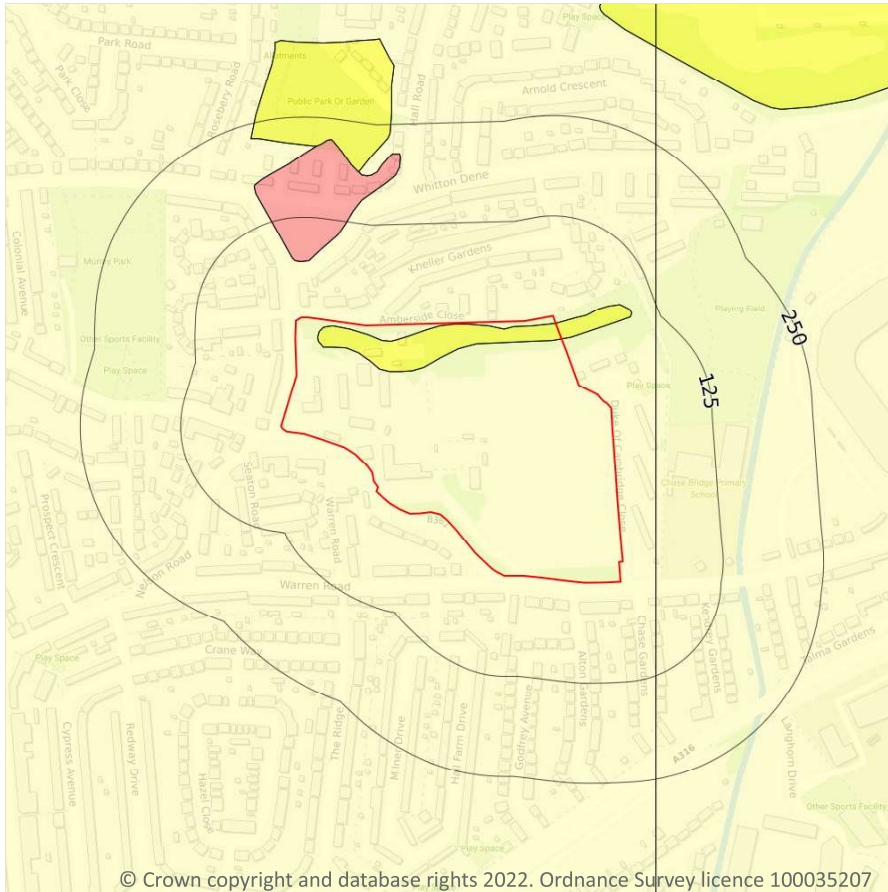 Play Space
Park Road
Park Close
Rosebery Road
Allotments
Public Park Or Garden
Hall Road
Arnold Crescent
Whitton Dene
Kneller Gardens
Colonial Avenue
Murray Park
Amberside Close
Playing Field
250
Other Sports Facility
Play Space
Play Space
125
Duke Of Cambridge Close
Chase Bridge Primary
School
Seaton Road
Warren Road
Prospect Crescent
Nelson Road
Warren Road
Crane Way
Play Space
Chase Gardens
Kendrey Gardens
Talma Gardens
Alton Gardens
Godfrey Avenue
The Ridge
Milner Drive
Hall Farm Drive
Cypress Avenue
Redway Drive
Hazel Close
A316
Langhorn Drive
Other Sports Facility
Play Space
© Crown copyright and database rights 2022. Ordnance Survey licence 100035207